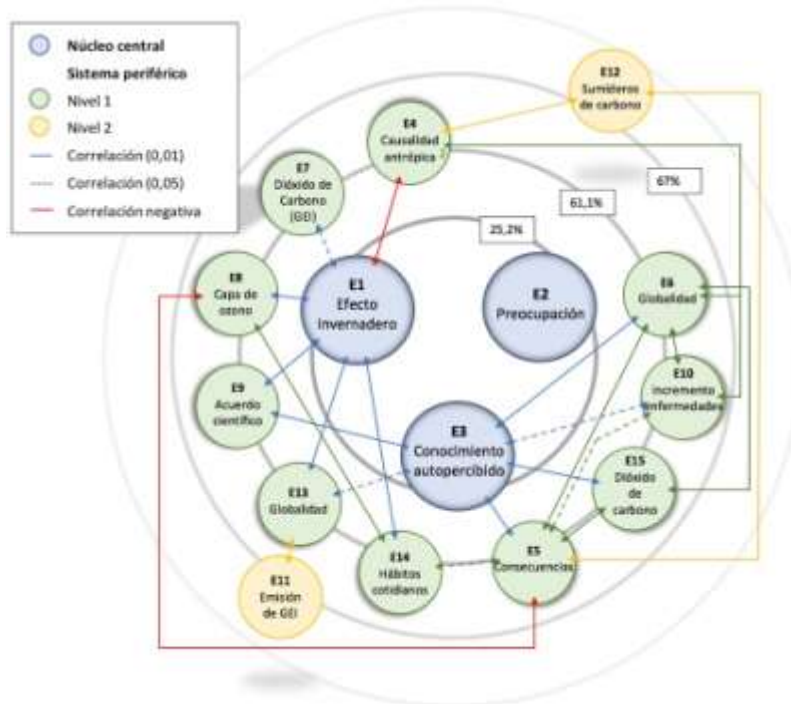 Núcleo central
Sistema periférico
Nivel 1
Nivel 2
Correlación (0,01)
Correlación (0,05)
Correlación negativa
E12
Sumideros
de carbono
E4
Causalidad
antrópica
E7
Dióxido de
Carbono
(GEI)
67%
61,1%
25,2%
E8
Capa de
ozono
E1
Efecto
invernadero
E2
Preocupación
E6
Globalidad
E9
Acuerdo
científico
E10
incremento
enfermedades
E3
Conocimiento
autopercibido
E13
Globalidad
E15
Dióxido
de
carbono
E14
Hábitos
cotidianos
E5
Consecuencias
E11
Emisión
de GEI